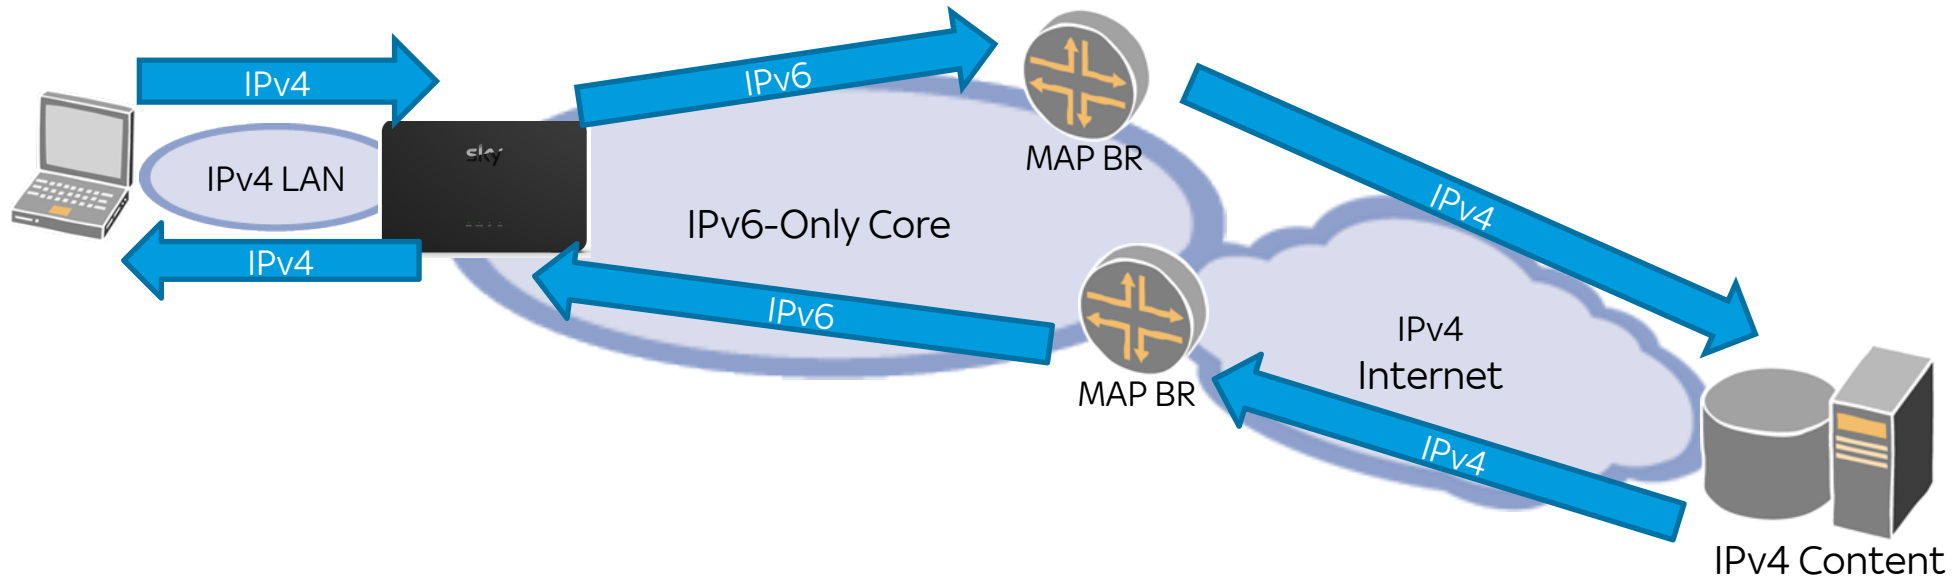 IPv4
IPv6
sky
MAP BR
IPv4 LAN
IPv4
IPv6-Only Core
IPv4
IPv6
IPv4
Internet
MAP BR
IPv4
IPv4 Content